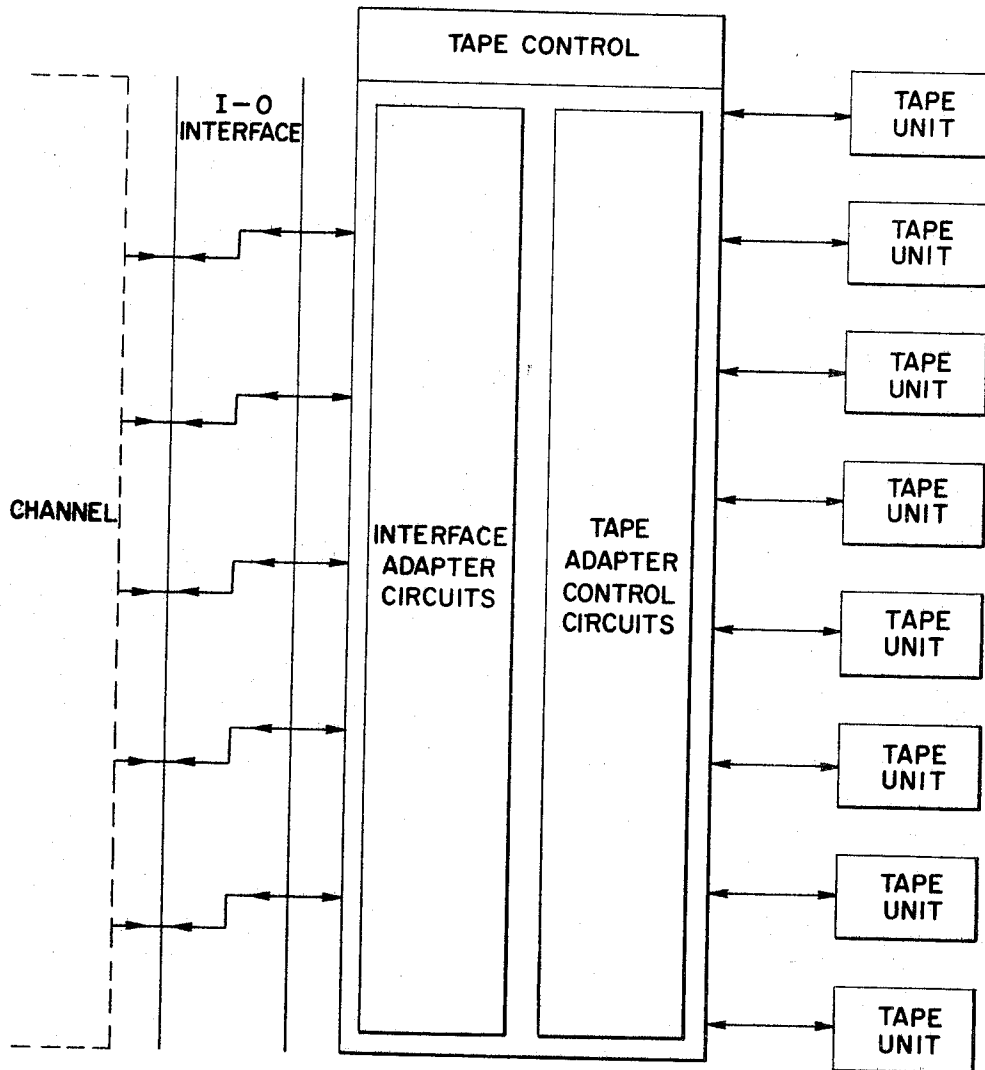 TAPE CONTROL
I-O
INTERFACE
CHANNEL
INTERFACE
ADAPTER
CIRCUITS
TAPE
ADAPTER
CONTROL
CIRCUITS
TAPE
UNIT
TAPE
UNIT
TAPE
UNIT
TAPE
UNIT
TAPE
UNIT
TAPE
UNIT
TAPE
UNIT
TAPE
UNIT